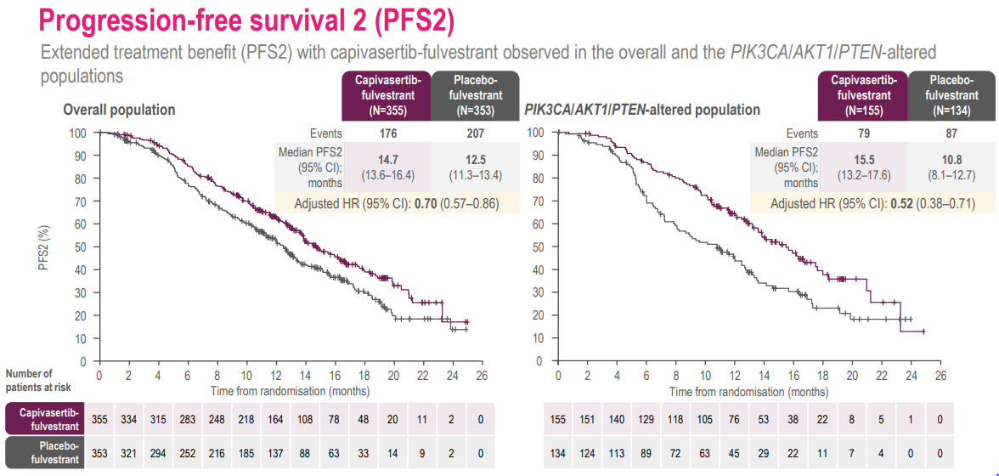 Progression-free survival 2 (PFS2)
Extended treatment benefit (PFS2) with capivasertib-fulvestrant observed in the overall and the PIK3CA/AKT1/PTEN-altered
populations
Overall population
Capivasertib-
fulvestrant
(N=355)
Placebo-
fulvestrant
(N=353)
Events 176 207
Median PFS2
(95% CI);
months
14.7
(13.6–16.4)
12.5
(11.3–13.4)
Adjusted HR (95% CI): 0.70 (0.57–0.86)
PFS2 (%)
100
90
80
70
60
50
40
30
20
10
0
0 2 4 6 8 10 12 14 16 18 20 22 24 26
Time from randomisation (months)
PIK3CA/AKT1/PTEN-altered population
Capivasertib-
fulvestrant
(N=155)
Placebo-
fulvestrant
(N=134)
Events 79 87
Median PFS2
(95% CI);
months
15.5
(13.2–17.6)
10.8
(8.1–12.7)
Adjusted HR (95% CI): 0.52 (0.38–0.71)
100
90
80
70
60
50
40
30
20
10
0
0 2 4 6 8 10 12 14 16 18 20 22 24 26
Time from randomisation (months)
Number of
patients at risk
Capivasertib-
fulvestrant
355 334 315 283 248 218 164 108 78 48 20 11 2 0
155 151 140 129 118 105 76 53 38 22 8 5 1 0
Placebo-
fulvestrant
353 321 294 252 216 185 137 88 63 33 14 9 2 0
134 124 113 89 72 63 45 29 22 11 7 4 0 0